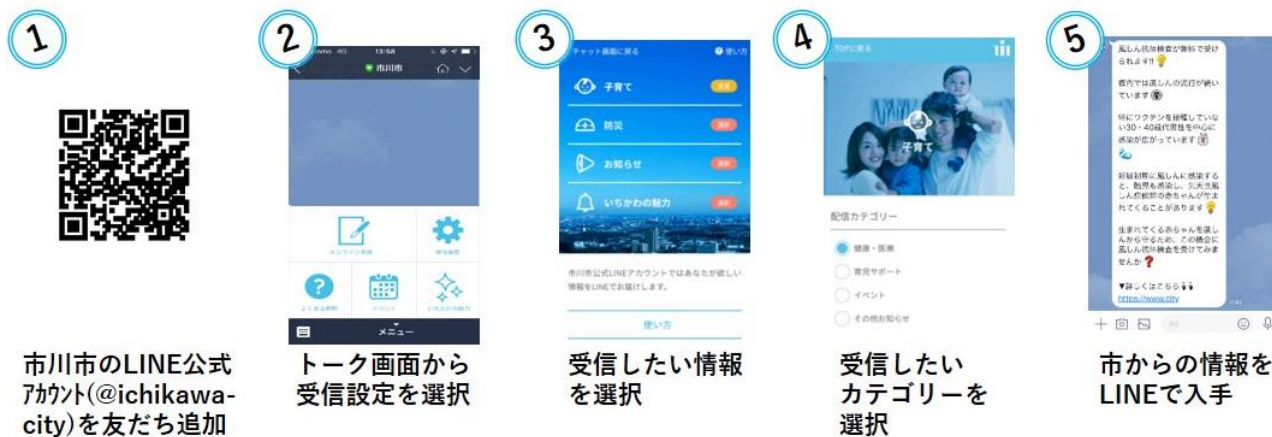 1
2
3
4
5
13:58
市川市
メニュー
チャット画面に戻る
使い方
子育て
防災
お知らせ
いちかわの魅力
市川市公式LINEアカウントではあなたが欲しい
情報をLINEでお届けします。
使い方
TOPに戻る
子育て
配信カテゴリー
健康・医療
育児サポート
イベント
その他お知らせ
風しん抗体検査が無料で受け
られます!!
都内では風しんの流行が続い
ています
特にワクチンを接種していな
い30・40歳代男性を中心に
感染が広がっています
妊娠初期に風しんに感染する
と、胎児も感染し、先天性風
しん症候群の赤ちゃんが生ま
れてくることがあります
生まれてくる赤ちゃんを風し
んから守るため、この機会に
風しん抗体検査を受けてみま
せんか
▼詳しくはこちら
https://www.city
市川市のLINE公式
ｱｶｳﾝﾄ(@ichikawa-
city)を友だち追加
トーク画面から
受信設定を選択
受信したい情報
を選択
受信したい
カテゴリーを
選択
市からの情報を
LINEで入手